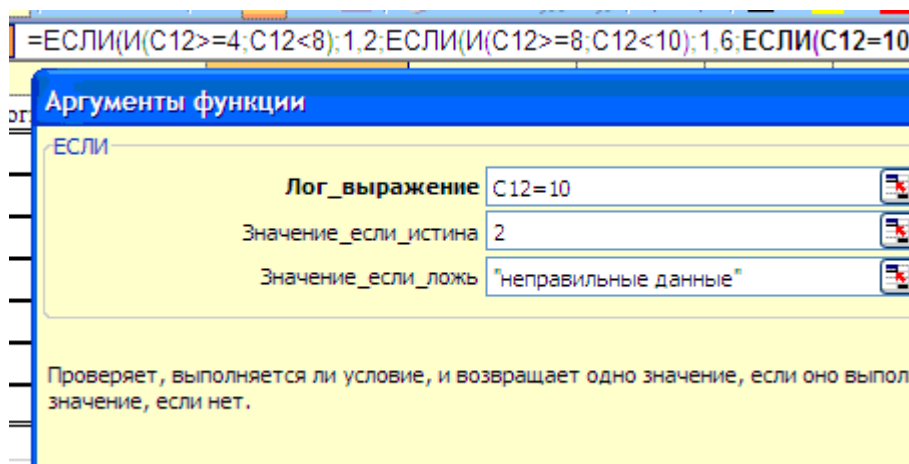 =ЕСЛИ(И(C12>=4;C12<8);1,2;ЕСЛИ(И(C12>=8;C12<10);1,6;ЕСЛИ(C12=10
Аргументы функции
ЕСЛИ
Лог_выражение C12=10
Значение_если_истина 2
Значение_если_ложь "неправильные данные"
Проверяет, выполняется ли условие, и возвращает одно значение, если оно выпол
значение, если нет.